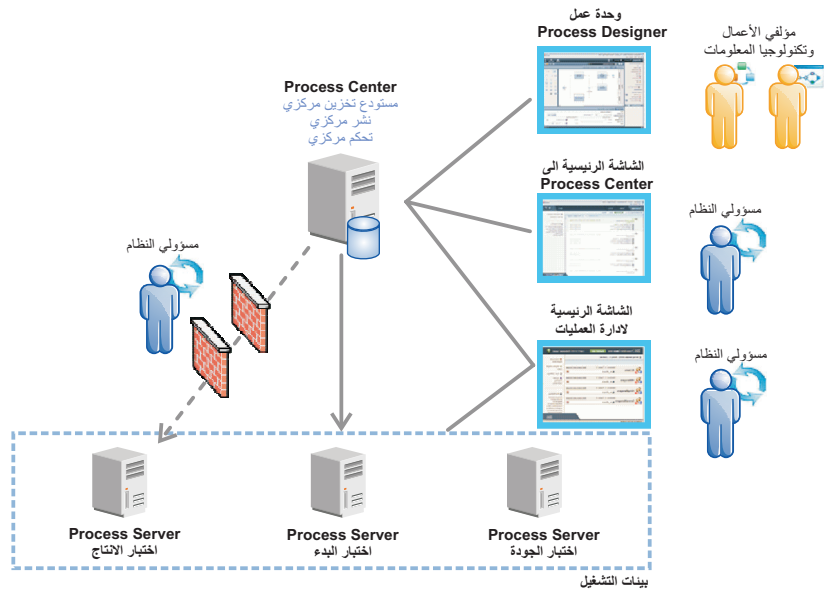 وحدة عمل
Process Designer
مؤلفي الأعمال
وتكنولوجيا المعلومات
Process Center
مستودع تخزين مركزي
نشر مركزي
تحكم مركزي
الشاشة الرئيسية الى
Process Center
مسؤولي النظام
مسؤولي النظام
الشاشة الرئيسية
لادارة العمليات
مسؤولي النظام
Process Server
اختبار الانتاج
Process Server
اختبار البدء
Process Server
اختبار الجودة
بيئات التشغيل